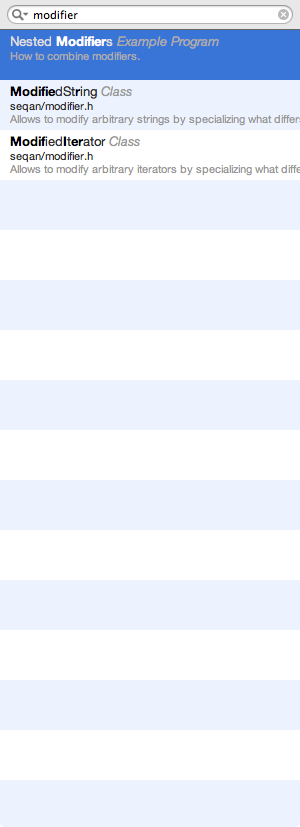 modifier
Nested Modifiers Example Program
How to combine modifiers.
ModifiedString Class
seqan/modifier.h
Allows to modify arbitrary strings by specializing what differ
ModifiedIterator Class
seqan/modifier.h
Allows to modify arbitrary iterators by specializing what diffe